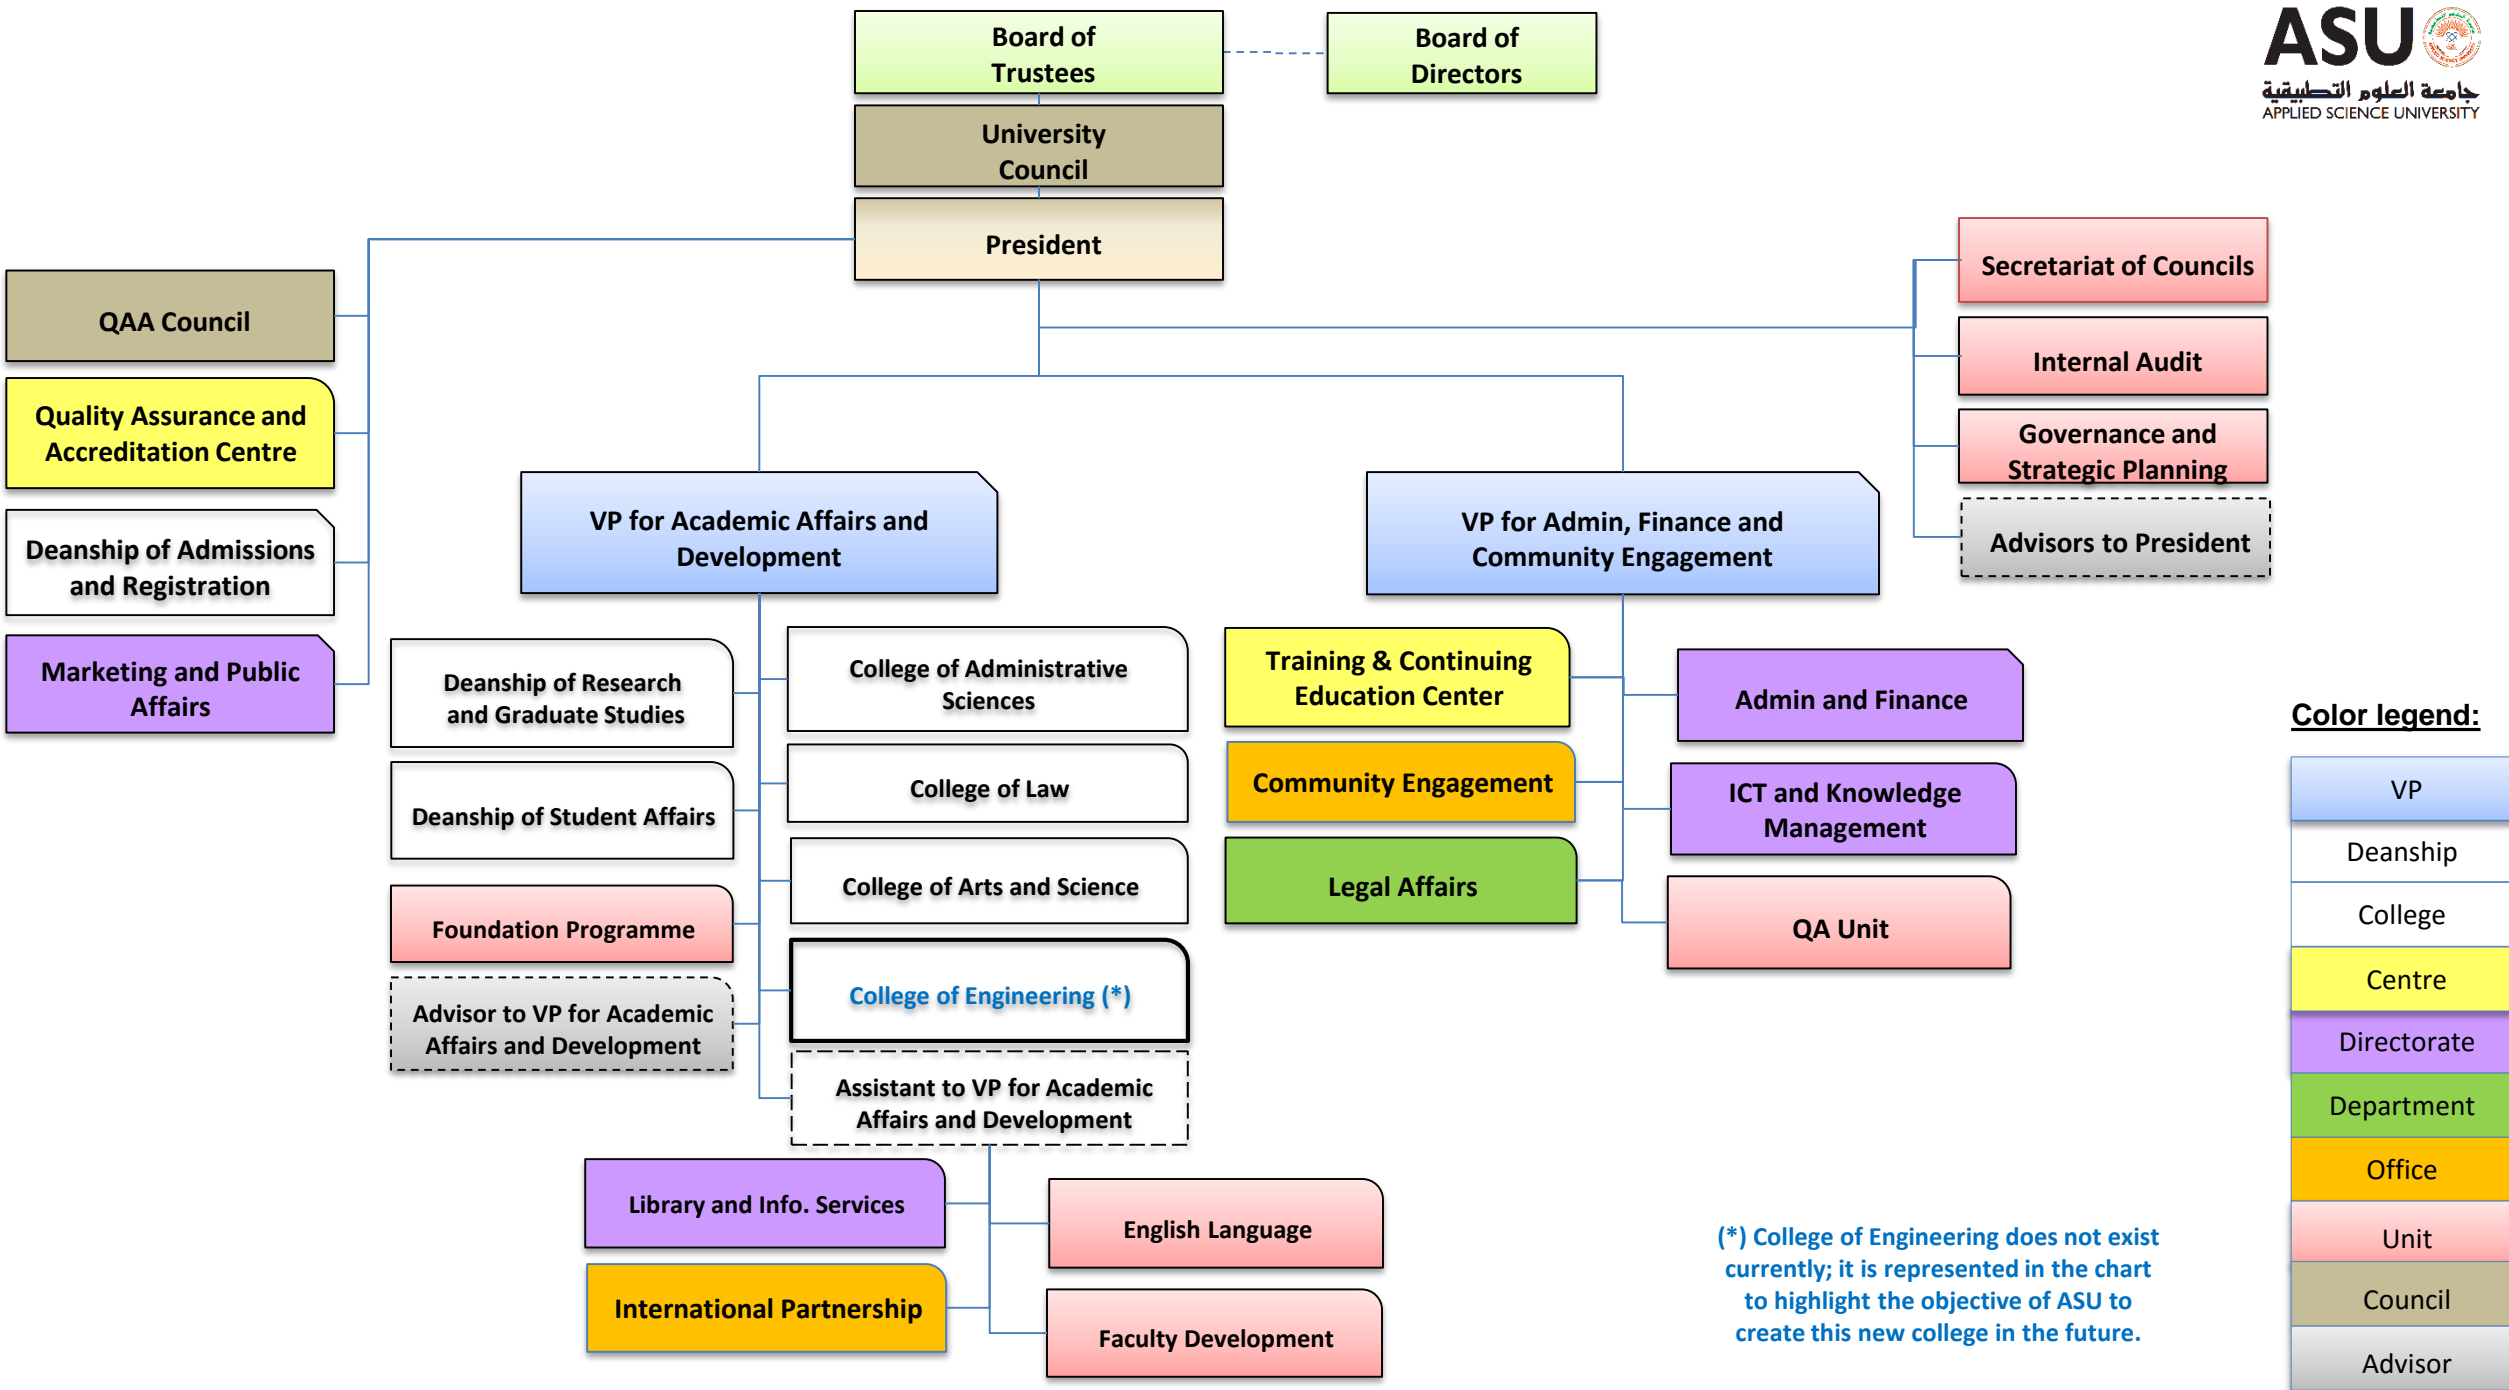 Board of
Trustees
Board of
Directors
ASU
جامعة العلوم التطبيقية
APPLIED SCIENCE UNIVERSITY
University
Council
President
Secretariat of Councils
QAA Council
Internal Audit
Quality Assurance and
Accreditation Centre
Governance and
Strategic Planning
VP for Academic Affairs and
Development
VP for Admin, Finance and
Community Engagement
Advisors to President
Deanship of Admissions
and Registration
Marketing and Public
Affairs
Deanship of Research
and Graduate Studies
College of Administrative
Sciences
Training & Continuing
Education Center
Admin and Finance
Deanship of Student Affairs
College of Law
Community Engagement
ICT and Knowledge
Management
Foundation Programme
College of Arts and Science
Legal Affairs
QA Unit
Advisor to VP for Academic
Affairs and Development
College of Engineering (*)
Assistant to VP for Academic
Affairs and Development
Library and Info. Services
English Language
International Partnership
Faculty Development
(*) College of Engineering does not exist
currently; it is represented in the chart
to highlight the objective of ASU to
create this new college in the future.
Color legend:
VP
Deanship
College
Centre
Directorate
Department
Office
Unit
Council
Advisor